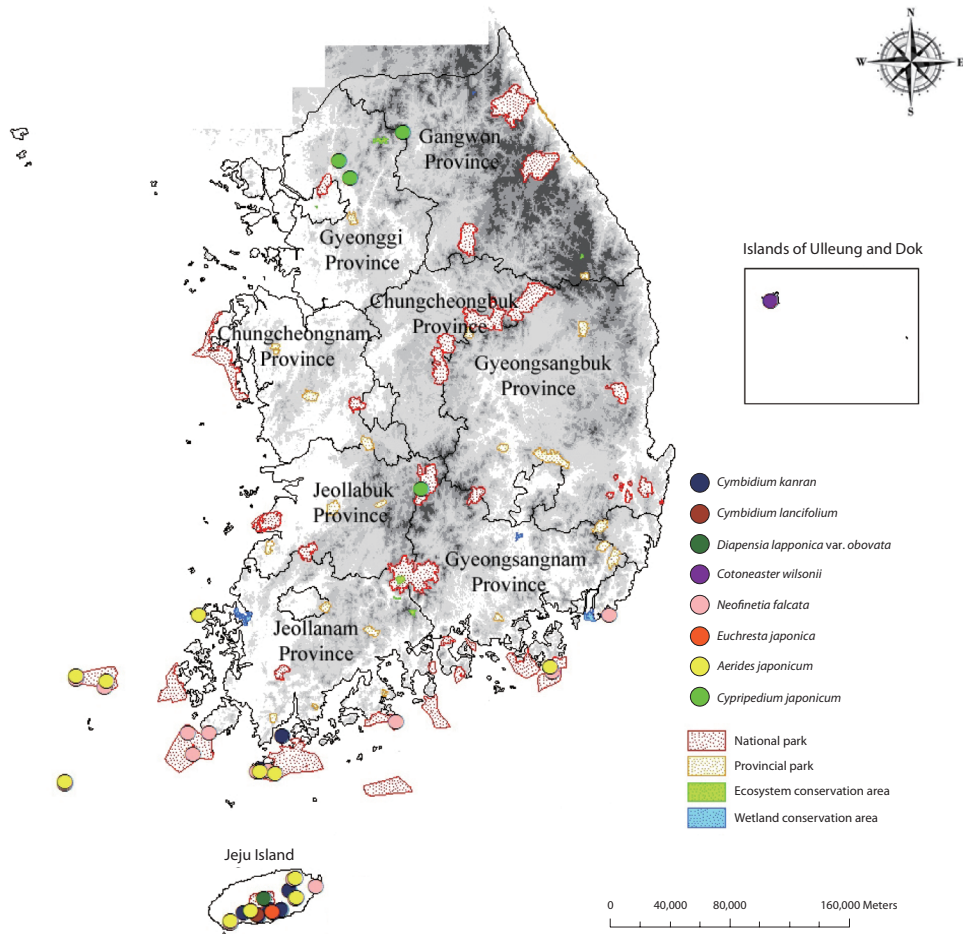 N
W
E
S
Gangwon
Province
Gyeonggi
Province
Islands of Ulleung and Dok
Chungcheongbuk
Province
Chungcheongnam
Province
Gyeongsangbuk
Province
Jeollabuk
Province
Gyeongsangnam
Province
Jeollanam
Province
Cymbidium kanran
Cymbidium lancifolium
Diapensia lapponica var. obovata
Cotoneaster wilsonii
Neofinetia falcata
Euchresta japonica
Aerides japonicum
Cypripedium japonicum
National park
Provincial park
Ecosystem conservation area
Wetland conservation area
Jeju Island
0 40,000 80,000 160,000 Meters